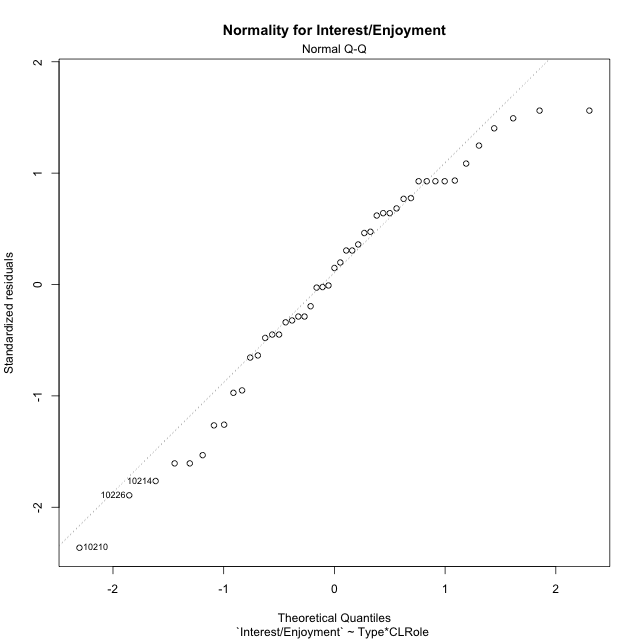 Normality for Interest/Enjoyment
Normal Q-Q
2
1
0
-1
-2
Standardized residuals
10214
10226
10210
-2 -1 0 1 2
Theoretical Quantiles
`Interest/Enjoyment` ~ Type*CLRole